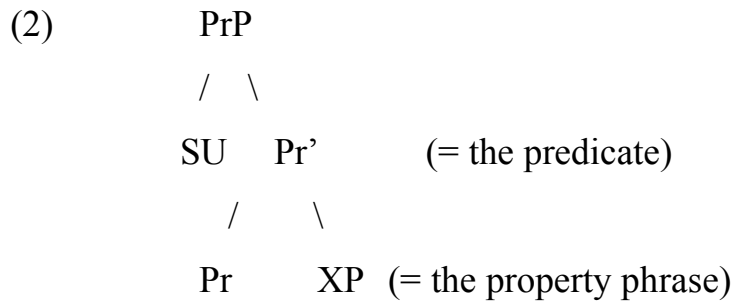 (2) PrP
/ \
SU Pr’ (= the predicate)
/ \
Pr XP (= the property phrase)